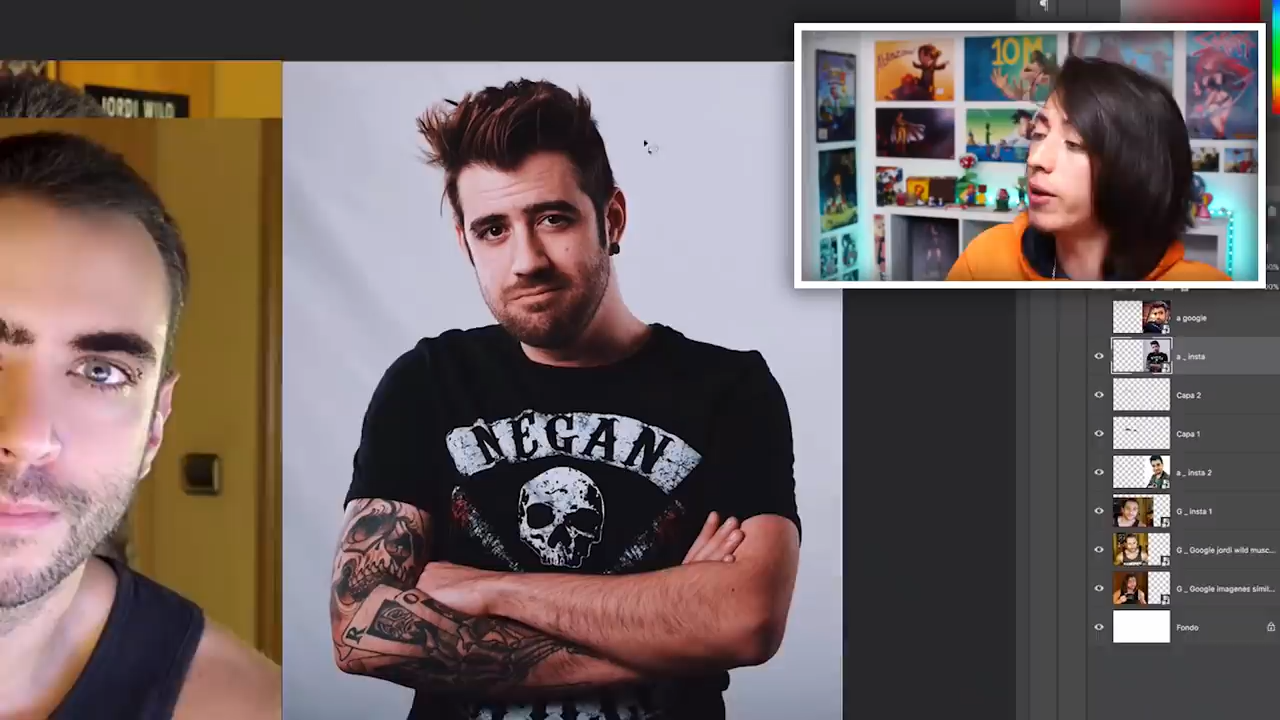 JORDI WILD
10M
NEGAN
R
O
a google
a _ insta
Capa 2
Capa 1
a _ insta 2
G _ Insta 1
G _ Google jordi wild musc...
G _ Google imagenes simil...
Fondo